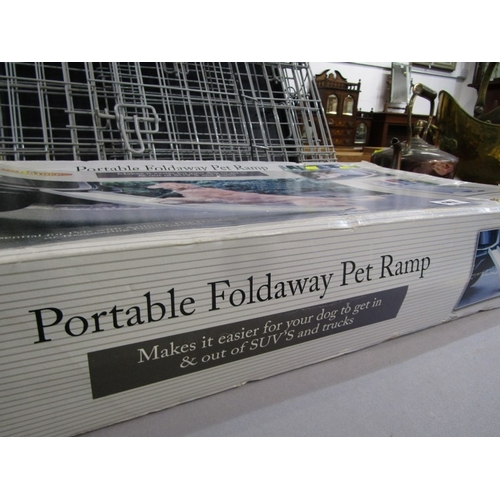 Portable Foldaway Pet Ramp
Portable Foldaway Pet Ramp
Makes it easier for your dog to get in
& out of SUV'S and trucks